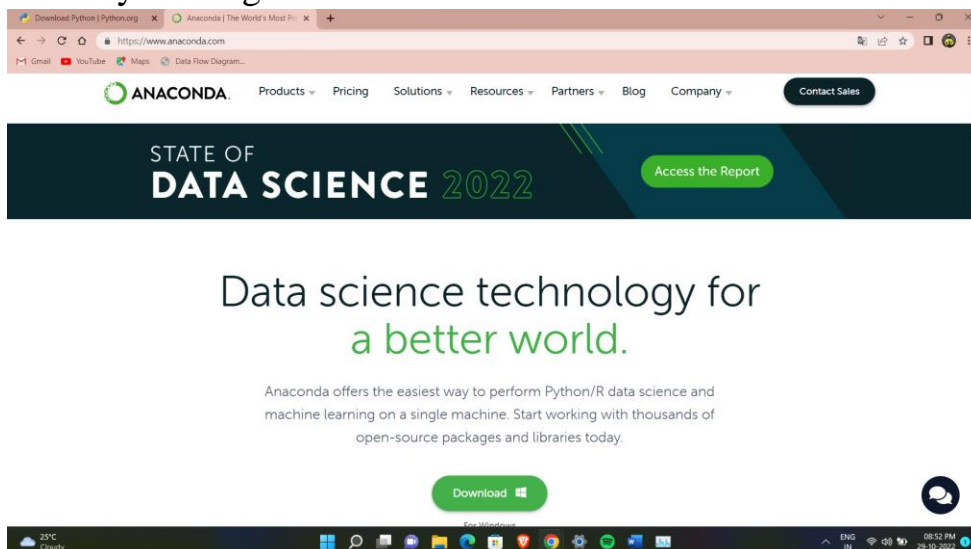 Download Python | Python.org
Anaconda | The World's Most Po
https://www.anaconda.com
Gmail YouTube Maps Data Flow Diagram...
ANACONDA. Products Pricing Solutions Resources Partners Blog Company Contact Sales
STATE OF
DATA SCIENCE 2022
Access the Report
Data science technology for
a better world.
Anaconda offers the easiest way to perform Python/R data science and
machine learning on a single machine. Start working with thousands of
open-source packages and libraries today.
Download
For Windows
25°C
Cloudy
ENG
IN
08:52 PM
29-10-2022